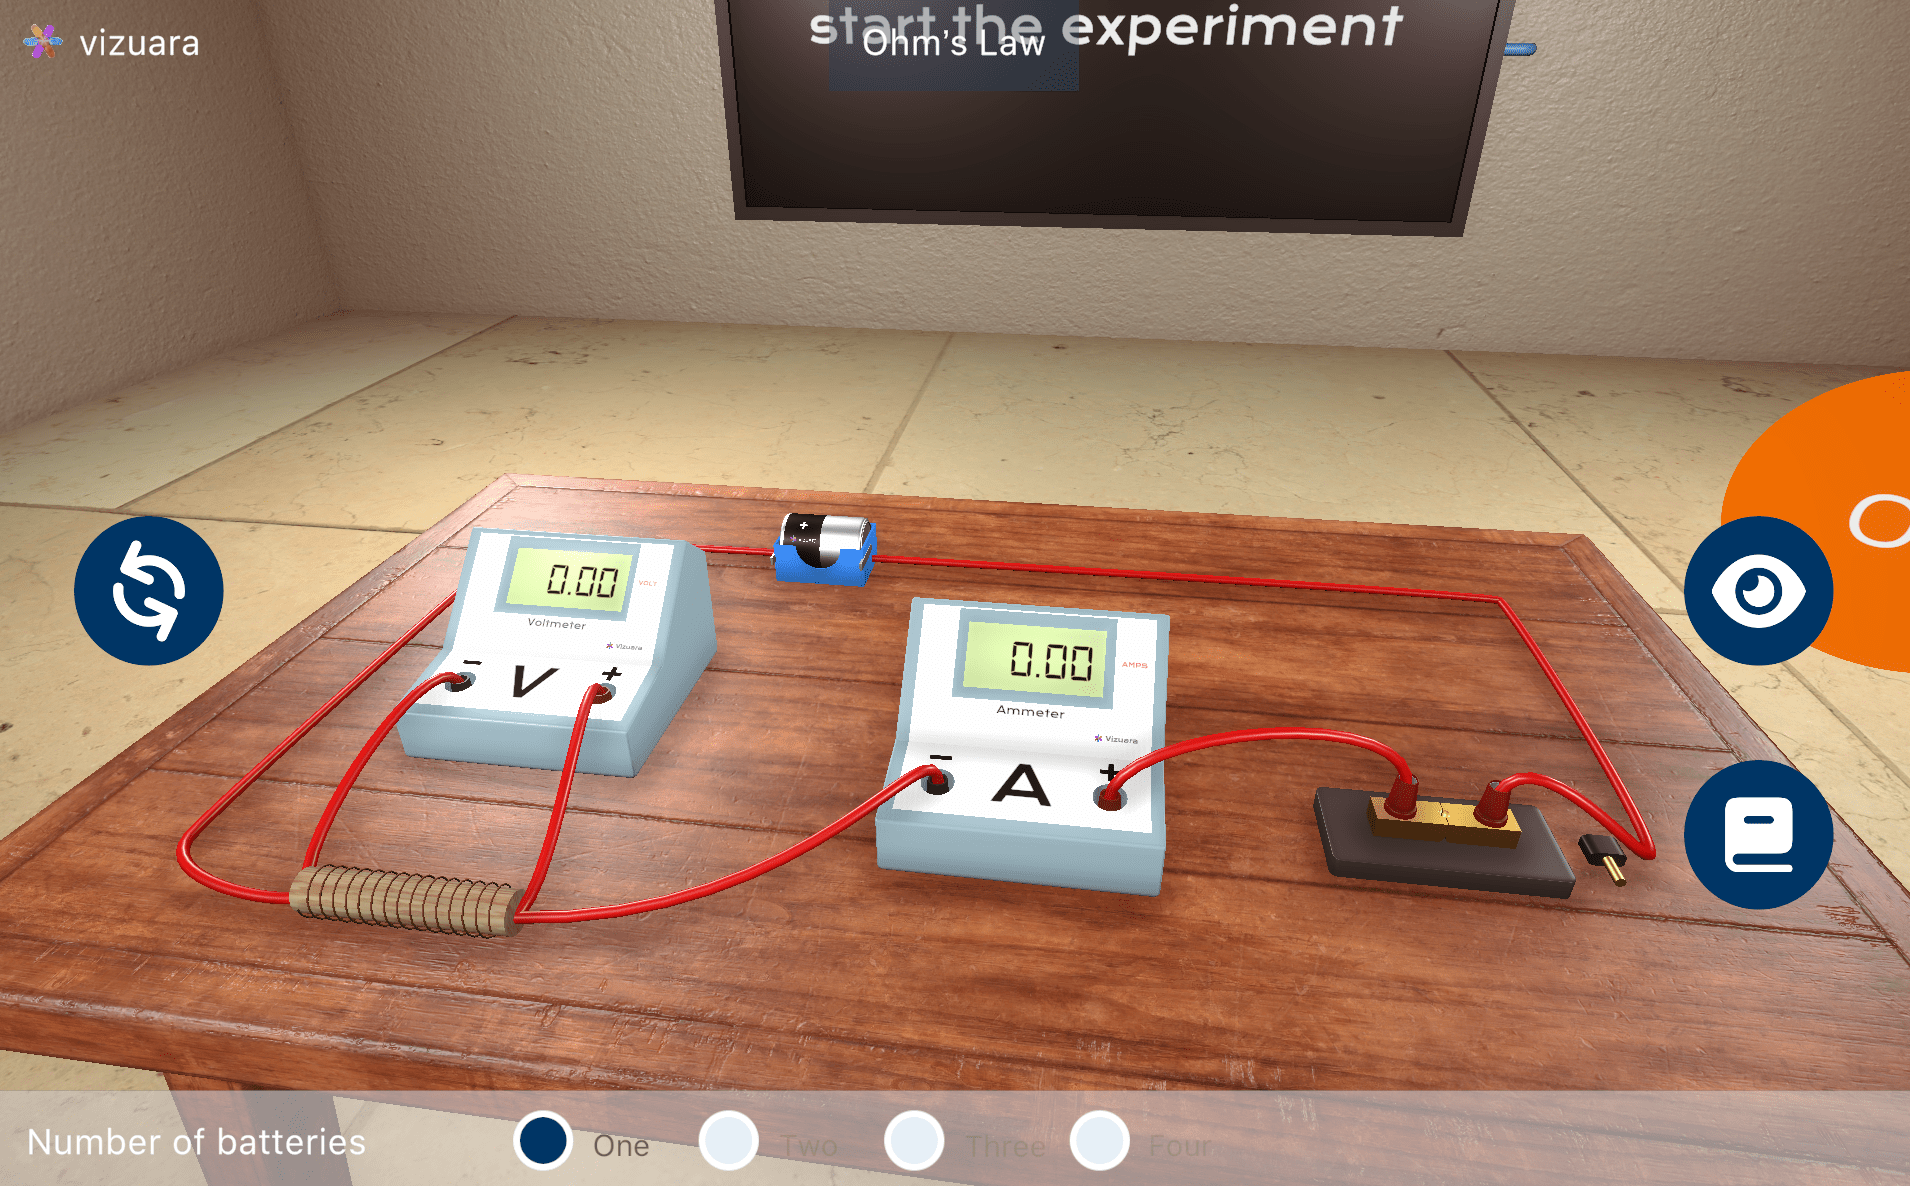 vizuara
start the experiment
Ohm's Law
0.00
VOLT
Voltmeter
Vizuara
- V +
0.00
AMPS
Ammeter
Vizuara
- A +
Number of batteries
One
Two
Three
Four